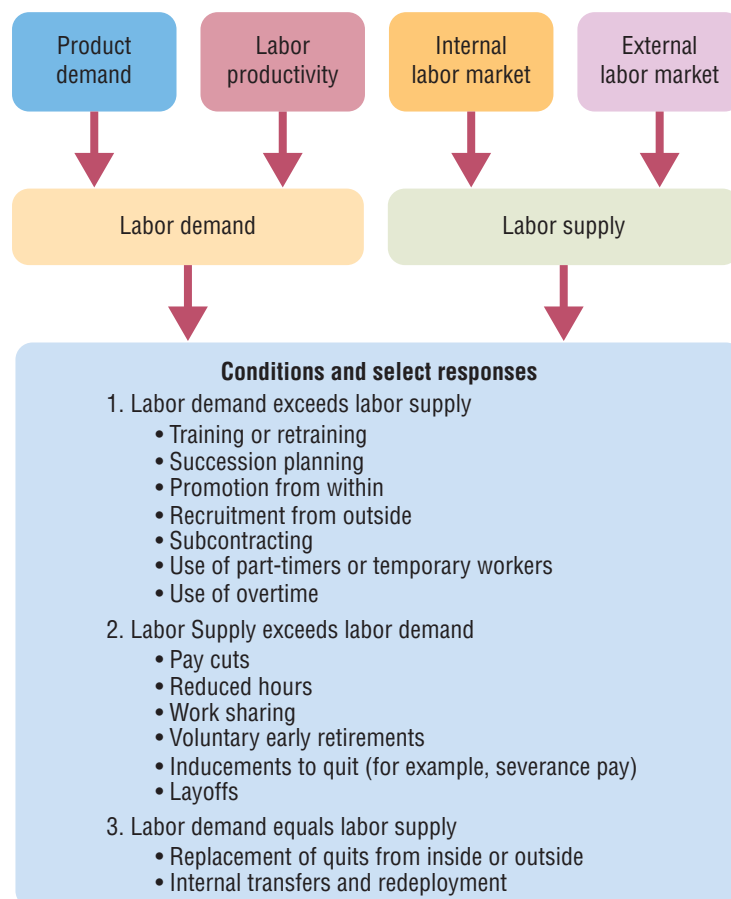 Product
demand
Labor
productivity
Internal
labor market
External
labor market
Labor demand
Labor supply
Conditions and select responses
1. Labor demand exceeds labor supply
• Training or retraining
• Succession planning
• Promotion from within
• Recruitment from outside
• Subcontracting
• Use of part-timers or temporary workers
• Use of overtime
2. Labor Supply exceeds labor demand
• Pay cuts
• Reduced hours
• Work sharing
• Voluntary early retirements
• Inducements to quit (for example, severance pay)
• Layoffs
3. Labor demand equals labor supply
• Replacement of quits from inside or outside
• Internal transfers and redeployment